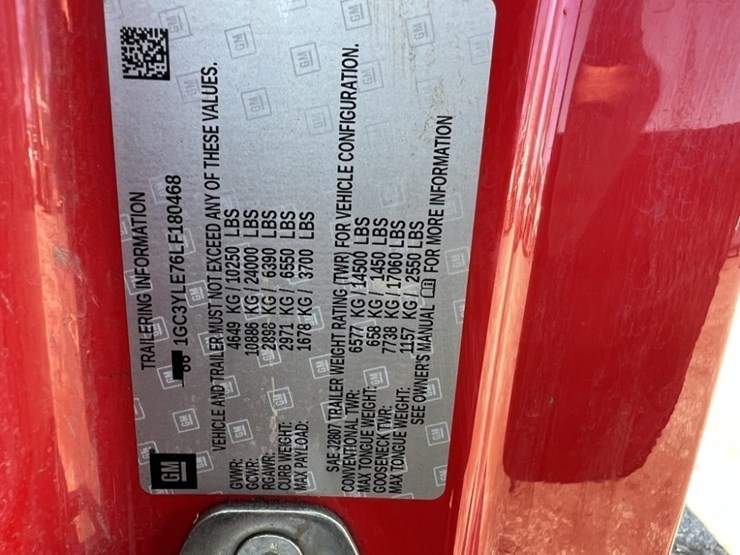 GM
TRAILERING INFORMATION
1GC3YLE76LF180468
VEHICLE AND TRAILER MUST NOT EXCEED ANY OF THESE VALUES.
GVWR: 4649 KG / 10250 LBS
GCWR: 10886 KG / 24000 LBS
RGAWR: 2898 KG / 6390 LBS
CURB WEIGHT: 2971 KG / 6550 LBS
MAX PAYLOAD: 1678 KG / 3700 LBS
SAE J2807 TRAILER WEIGHT RATING (TWR) FOR VEHICLE CONFIGURATION.
CONVENTIONAL TWR: 6577 KG / 14500 LBS
MAX TONGUE WEIGHT: 658 KG / 1450 LBS
GOOSENECK TWR: 7738 KG / 17060 LBS
MAX TONGUE WEIGHT: 1157 KG / 2550 LBS
SEE OWNER'S MANUAL FOR MORE INFORMATION